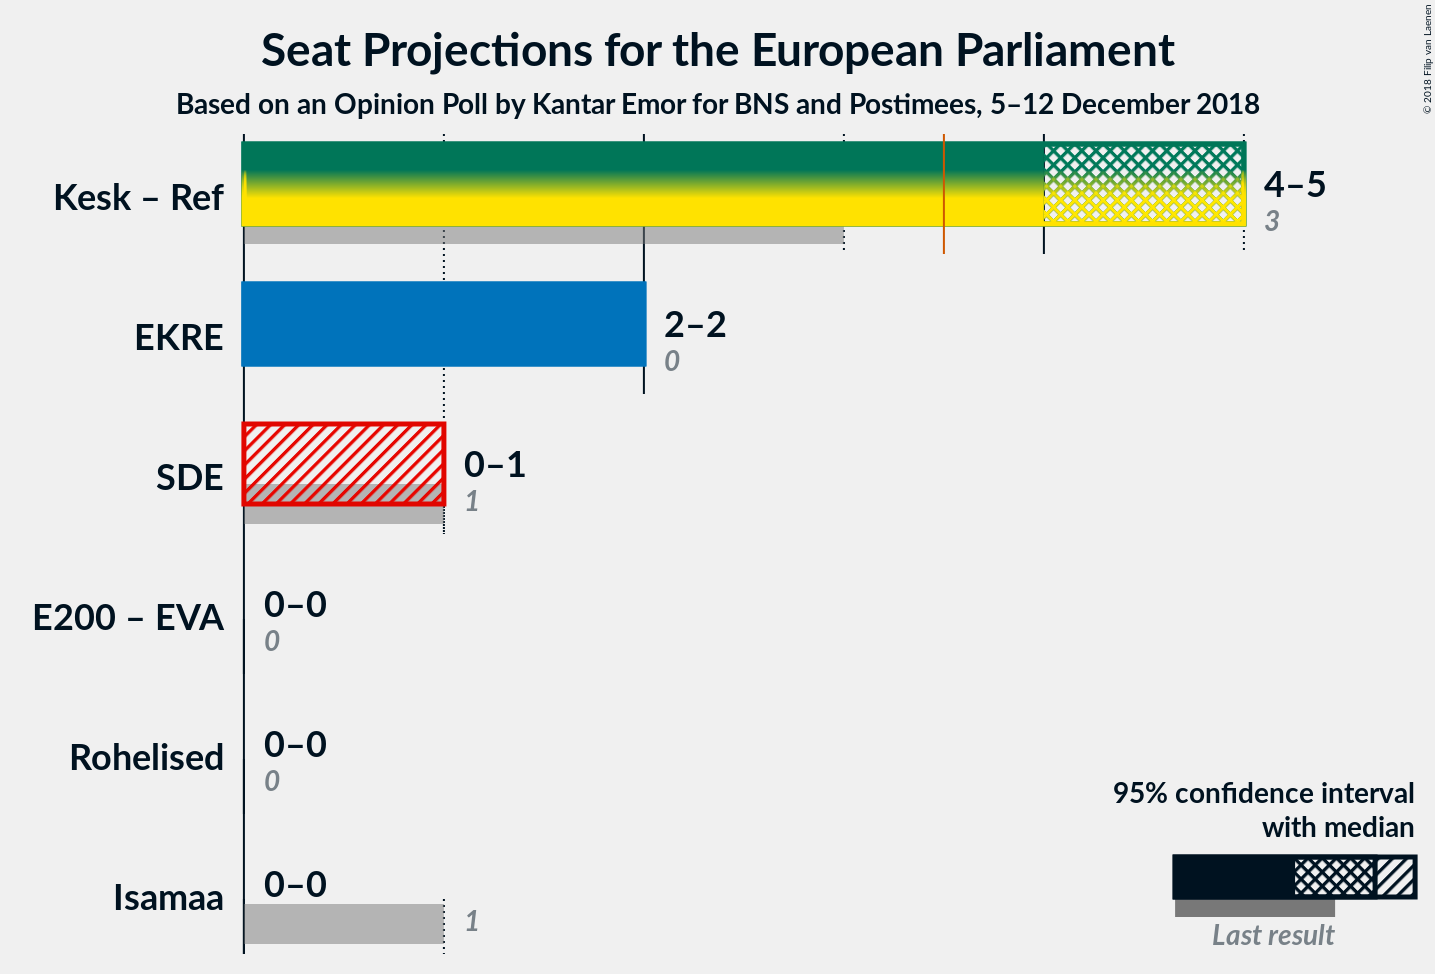 Seat Projections for the European Parliament
Based on an Opinion Poll by Kantar Emor for BNS and Postimees, 5–12 December 2018
© 2018 Filip van Laenen
Kesk – Ref
4–5
3
EKRE
2–2
0
SDE
0–1
1
E200 – EVA
0–0
0
Rohelised
0–0
0
Isamaa
0–0
1
95% confidence interval
with median
Last result